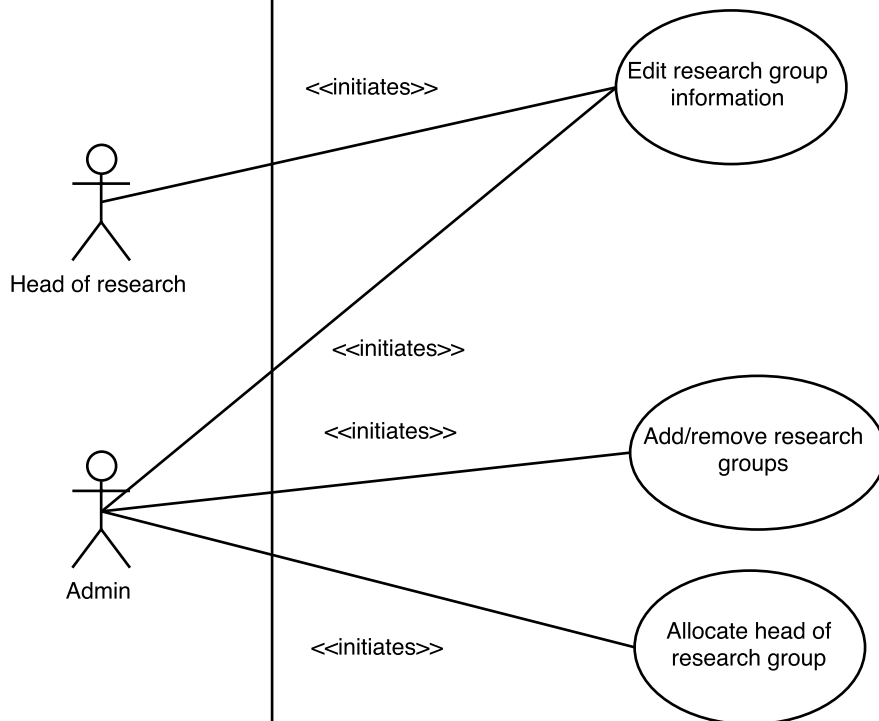 <<initiates>>
Edit research group
information
Head of research
<<initiates>>
<<initiates>>
Add/remove research
groups
Admin
<<initiates>>
Allocate head of
research group